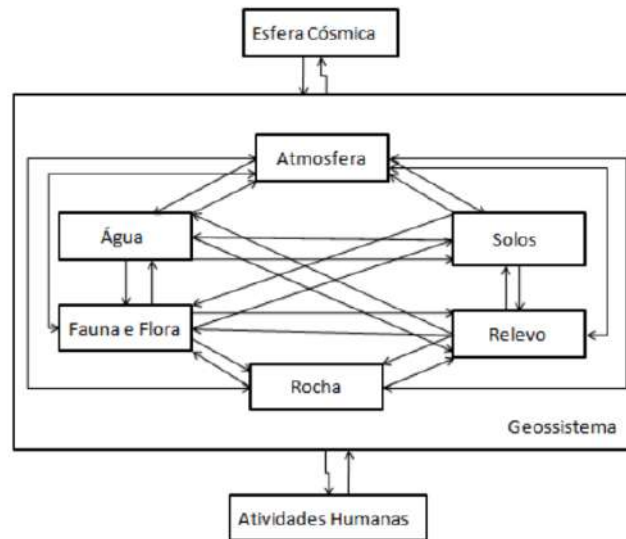 Esfera Cósmica
Atmosfera
Água
Solos
Fauna e Flora
Relevo
Rocha
Geossistema
Atividades Humanas